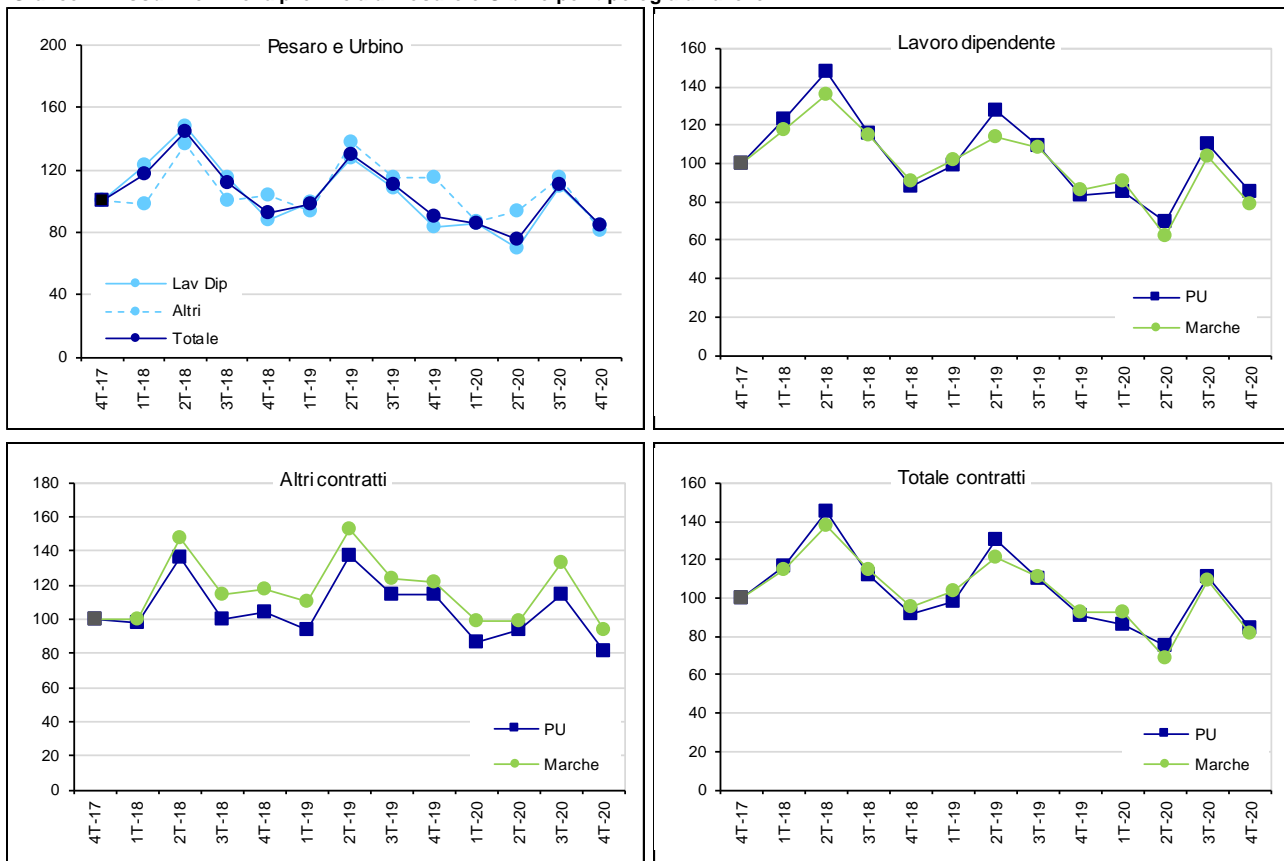 Pesaro e Urbino
200
160
120
80
40
0
Lav Dip
Altri
Totale
4T-17
1T-18
2T-18
3T-18
4T-18
1T-19
2T-19
3T-19
4T-19
1T-20
2T-20
3T-20
4T-20
Lavoro dipendente
160
140
120
100
80
60
40
20
0
PU
Marche
4T-17
1T-18
2T-18
3T-18
4T-18
1T-19
2T-19
3T-19
4T-19
1T-20
2T-20
3T-20
4T-20
Altri contratti
180
160
140
120
100
80
60
40
20
0
PU
Marche
4T-17
1T-18
2T-18
3T-18
4T-18
1T-19
2T-19
3T-19
4T-19
1T-20
2T-20
3T-20
4T-20
Totale contratti
160
140
120
100
80
60
40
20
0
PU
Marche
4T-17
1T-18
2T-18
3T-18
4T-18
1T-19
2T-19
3T-19
4T-19
1T-20
2T-20
3T-20
4T-20